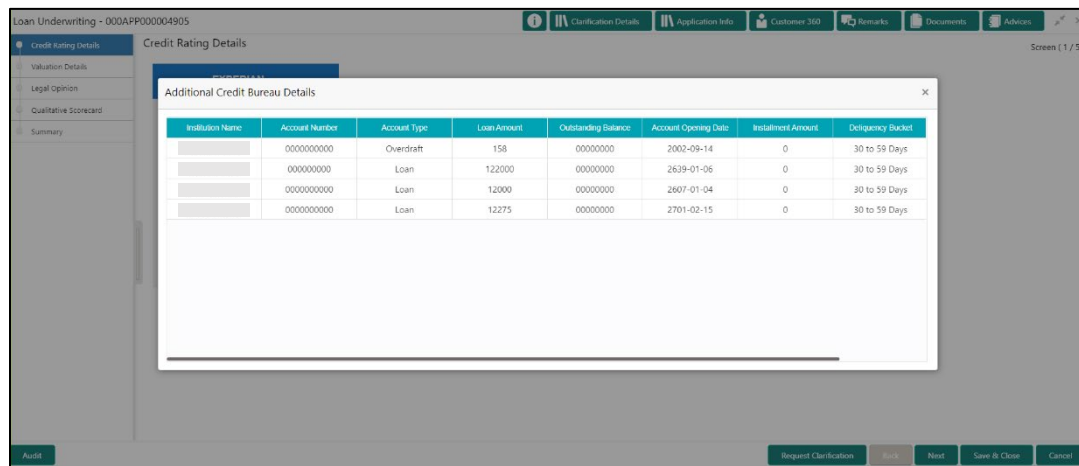 Loan Underwriting - 000APP000004905
Clarification Details
Application Info
Customer 360
Remarks
Documents
Advices
Credit Rating Details
Valuation Details
Legal Opinion
Qualitative Scorecard
Summary
Credit Rating Details
Screen ( 1 / 5
Additional Credit Bureau Details
Institution Name Account Number Account Type Loan Amount Outstanding Balance Account Opening Date Installment Amount Deliquency Bucket
0000000000 Overdraft 158 00000000 2002-09-14 0 30 to 59 Days
000000000 Loan 122000 00000000 2639-01-06 0 30 to 59 Days
0000000000 Loan 12000 00000000 2607-01-04 0 30 to 59 Days
0000000000 Loan 12275 00000000 2701-02-15 0 30 to 59 Days
Audit
Request Clarification
Back
Next
Save & Close
Cancel